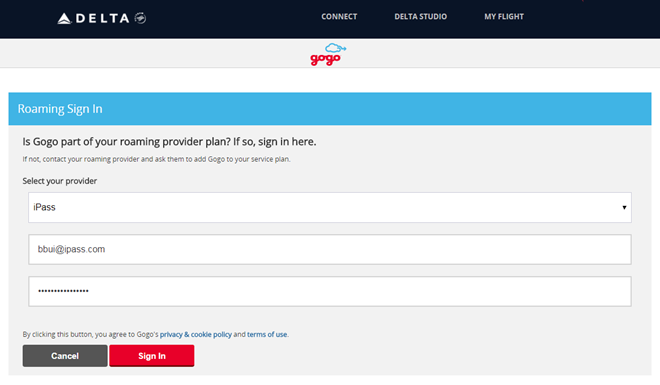 DELTA
CONNECT
DELTA STUDIO
MY FLIGHT
gogo
Roaming Sign In
Is Gogo part of your roaming provider plan? If so, sign in here.
If not, contact your roaming provider and ask them to add Gogo to your service plan.
Select your provider
iPass
bbui@ipass.com
••••••••••••••••
By clicking this button, you agree to Gogo's privacy & cookie policy and terms of use.
Cancel
Sign In